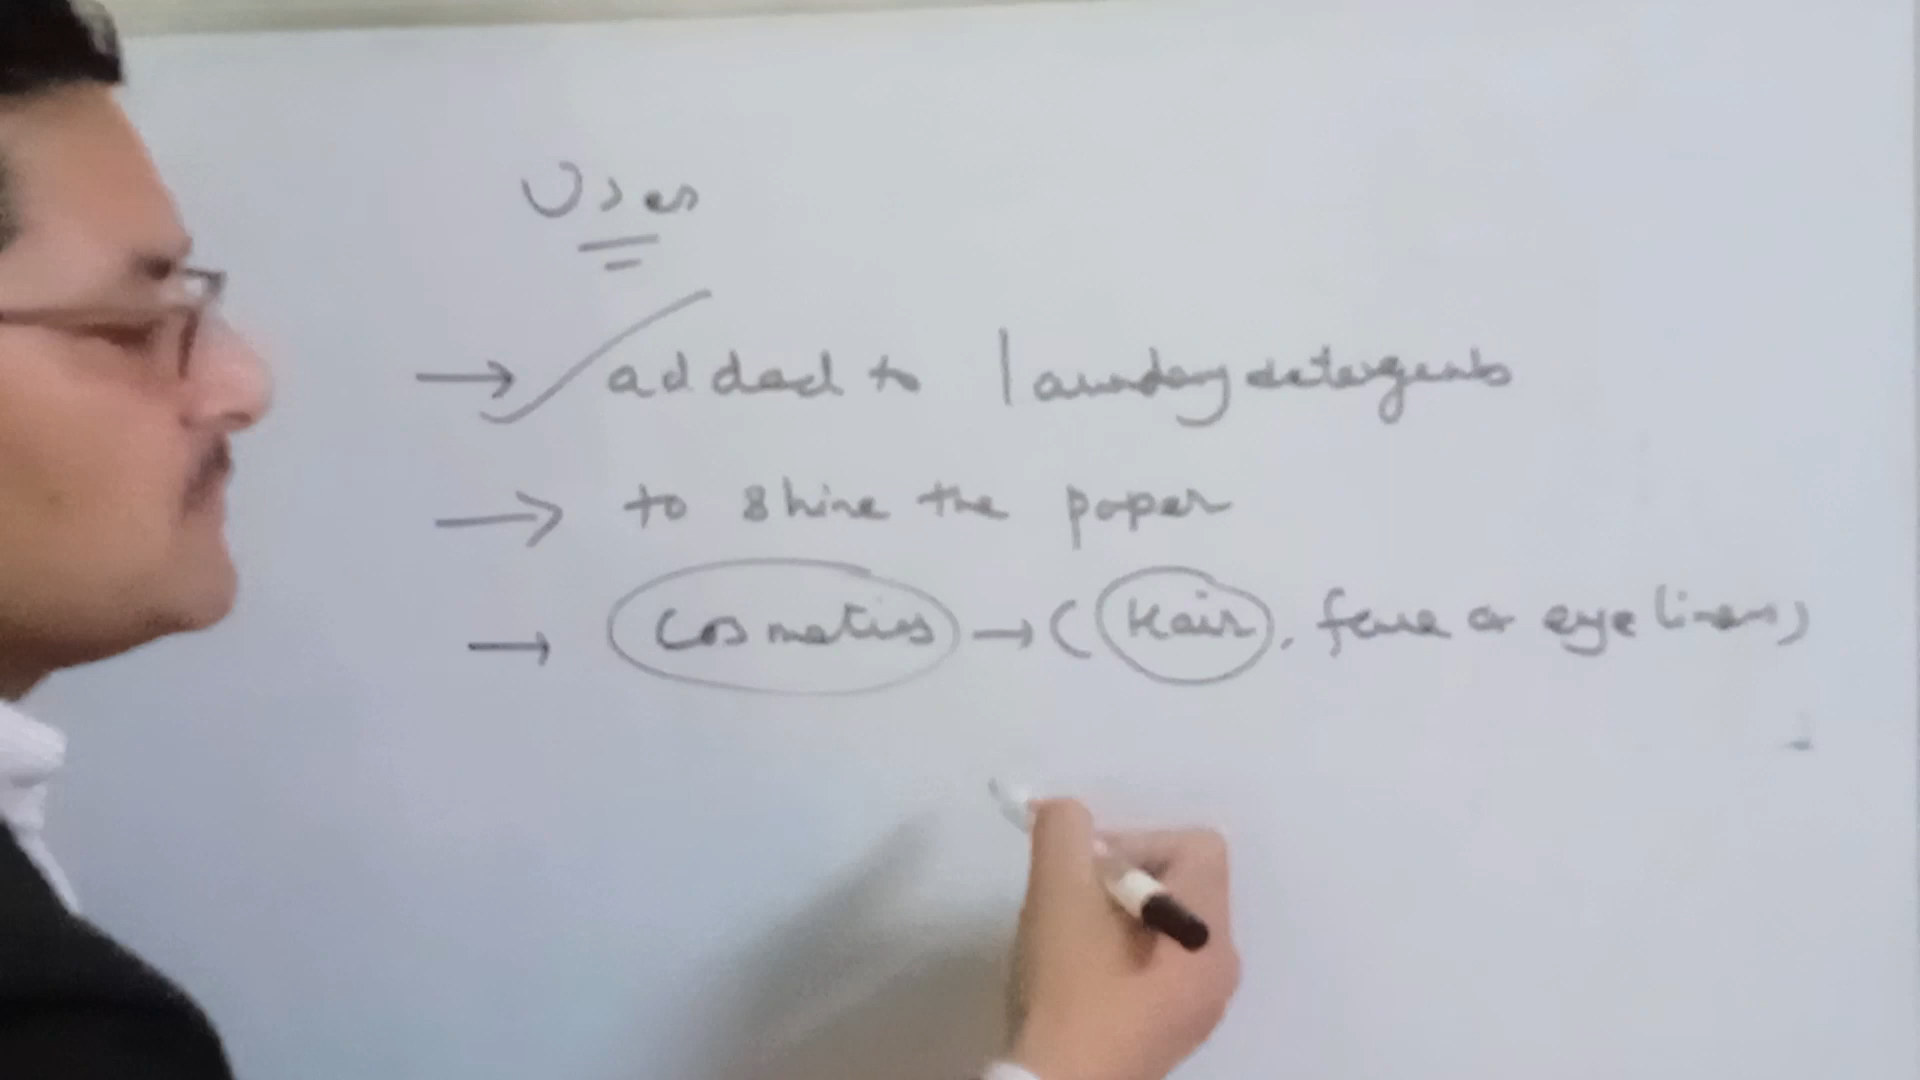 Uses
→ added to laundry detergents
→ to shine the paper
→ Cosmetics → (Hair, face or eye liners)